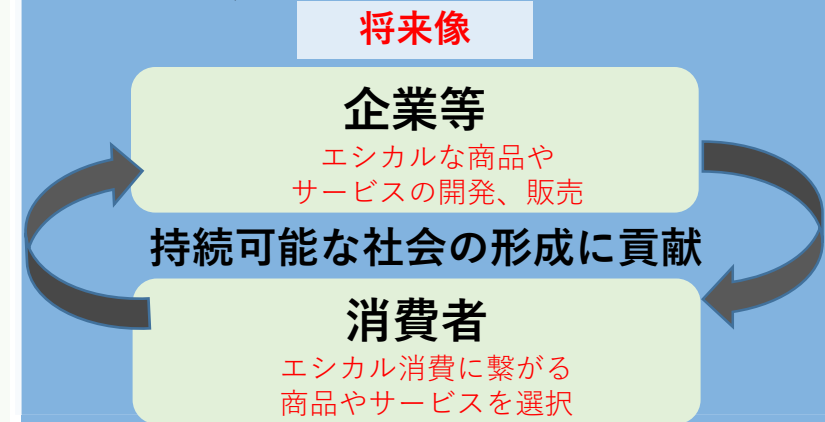 将来像
企業等
エシカルな商品や
サービスの開発、販売
持続可能な社会の形成に貢献
消費者
エシカル消費に繋がる
商品やサービスを選択